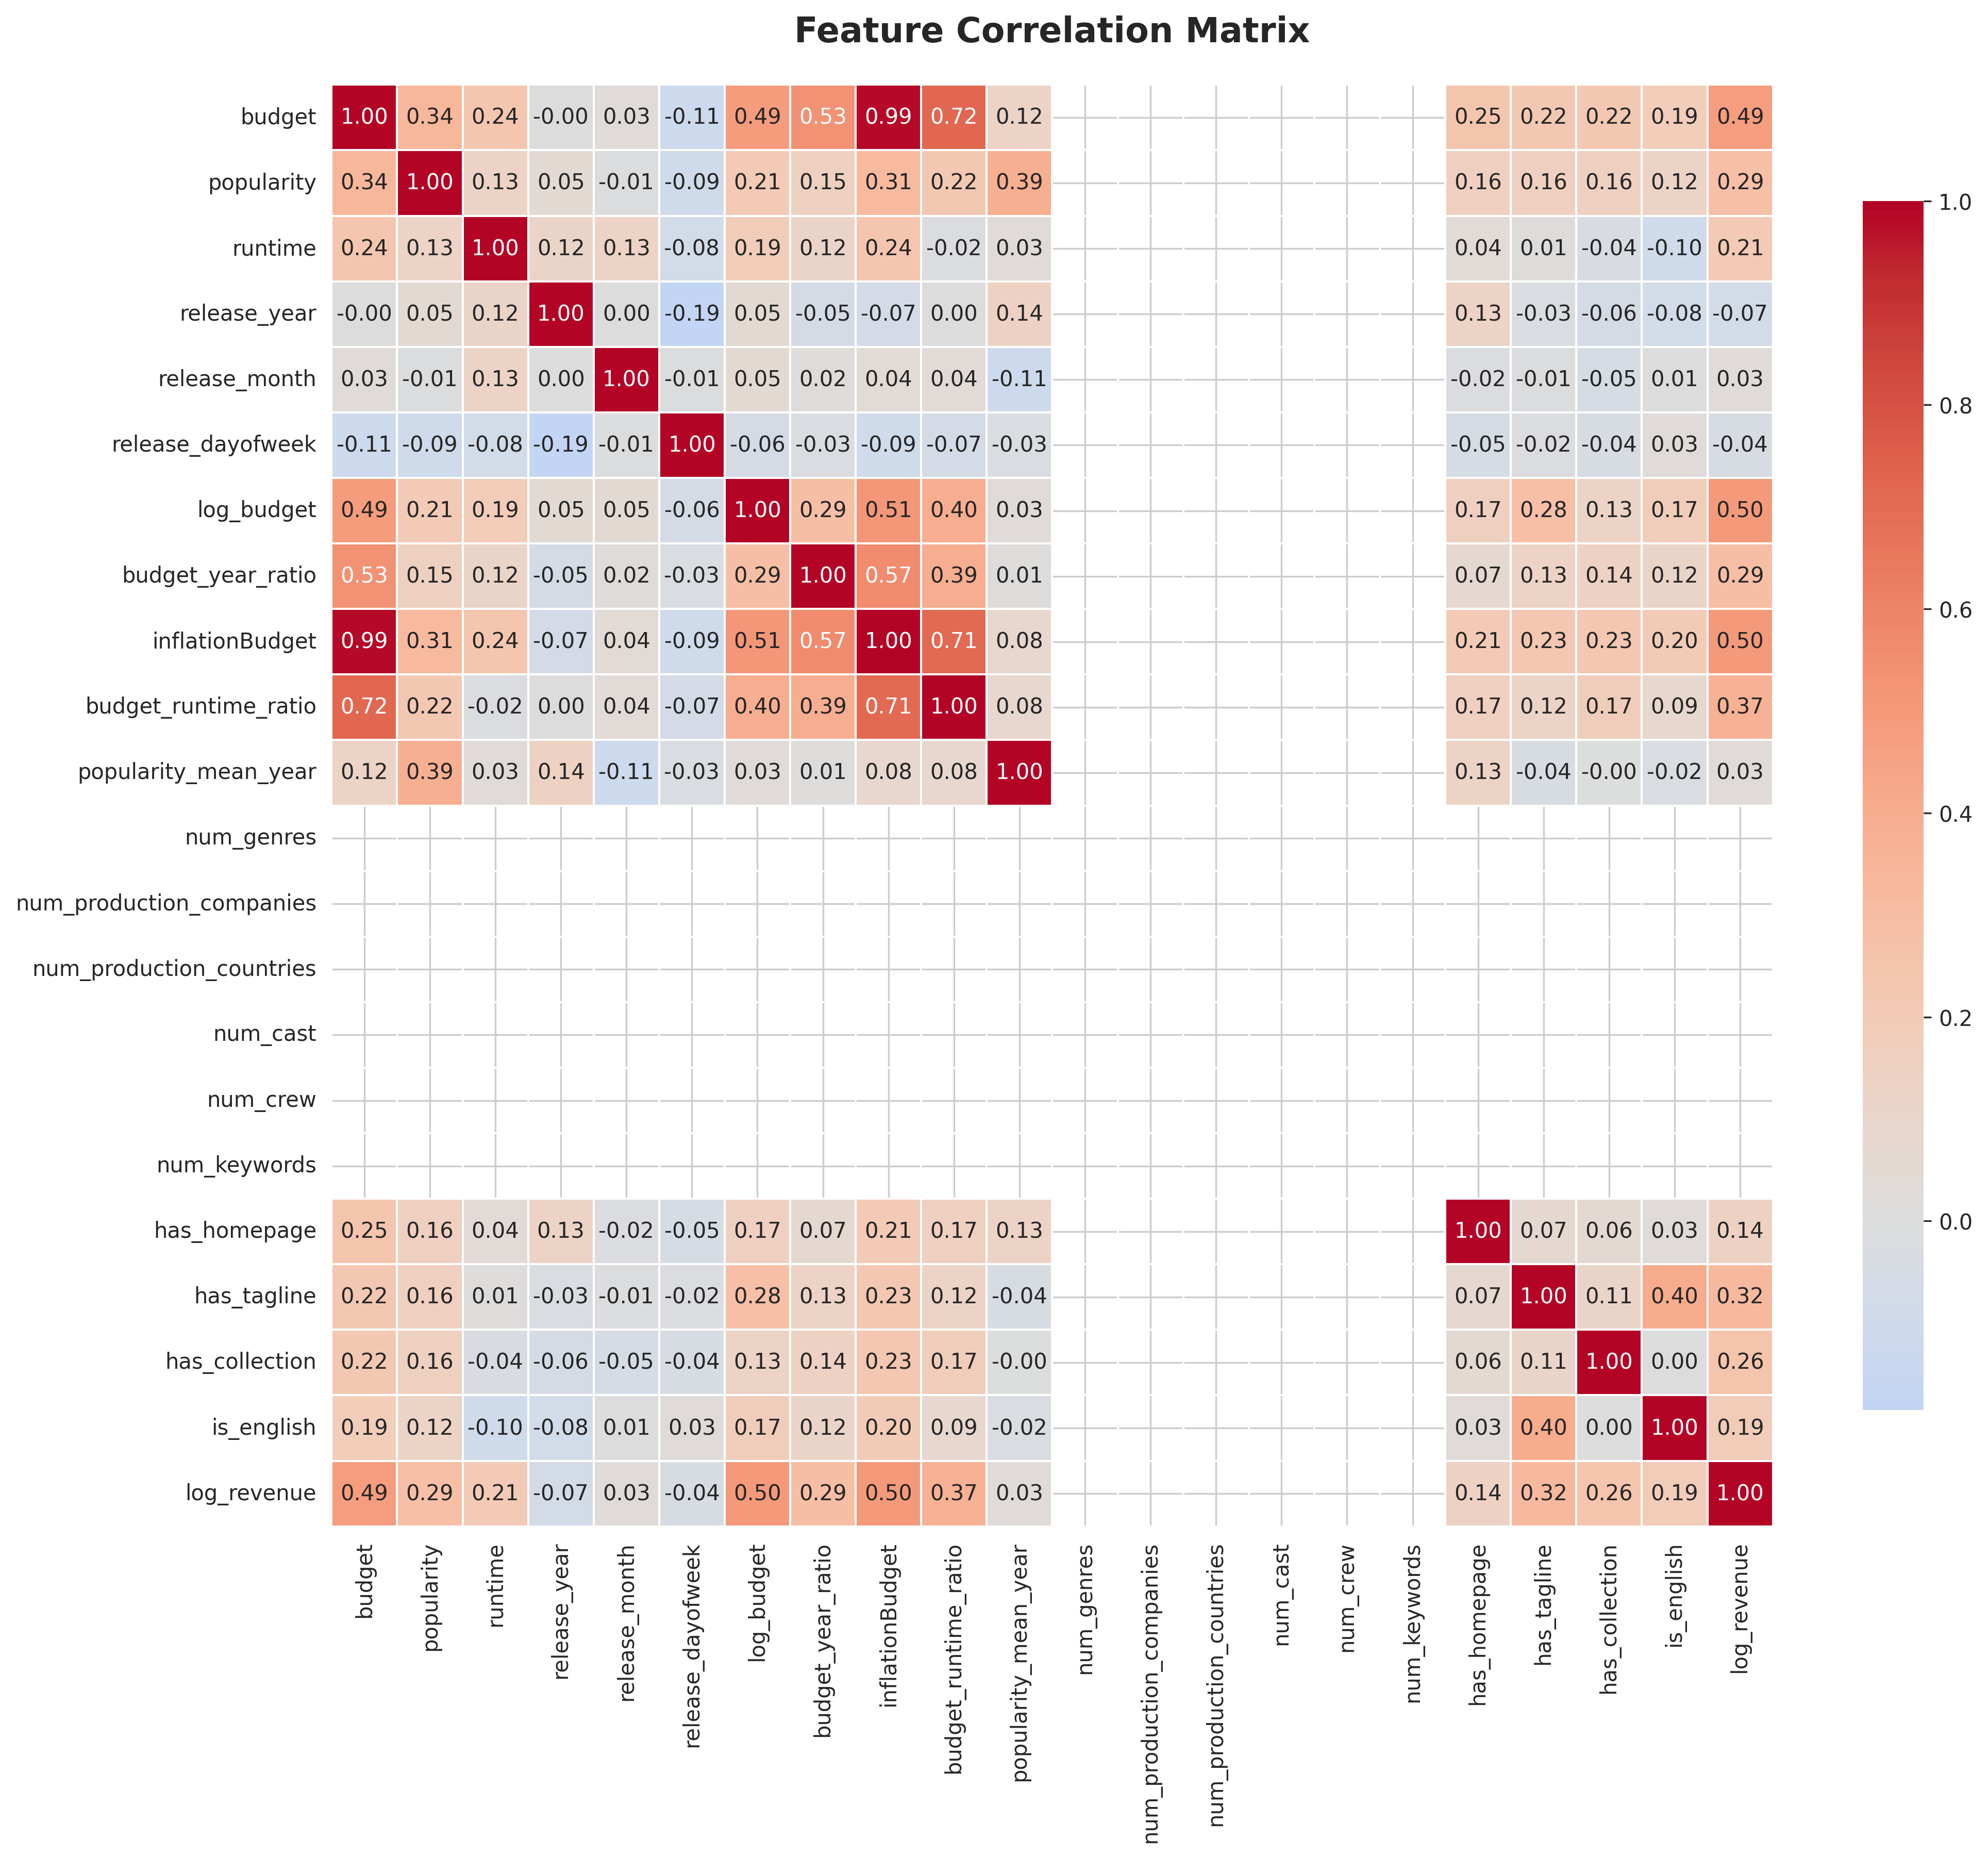 Feature Correlation Matrix
budget 1.00 0.34 0.24 -0.00 0.03 -0.11 0.49 0.53 0.99 0.72 0.12 0.25 0.22 0.22 0.19 0.49
popularity 0.34 1.00 0.13 0.05 -0.01 -0.09 0.21 0.15 0.31 0.22 0.39 0.16 0.16 0.16 0.12 0.29
runtime 0.24 0.13 1.00 0.12 0.13 -0.08 0.19 0.12 0.24 -0.02 0.03 0.04 0.01 -0.04 -0.10 0.21
release_year -0.00 0.05 0.12 1.00 0.00 -0.19 0.05 -0.05 -0.07 0.00 0.14 0.13 -0.03 -0.06 -0.08 -0.07
release_month 0.03 -0.01 0.13 0.00 1.00 -0.01 0.05 0.02 0.04 0.04 -0.11 -0.02 -0.01 -0.05 0.01 0.03
release_dayofweek -0.11 -0.09 -0.08 -0.19 -0.01 1.00 -0.06 -0.03 -0.09 -0.07 -0.03 -0.05 -0.02 -0.04 0.03 -0.04
log_budget 0.49 0.21 0.19 0.05 0.05 -0.06 1.00 0.29 0.51 0.40 0.03 0.17 0.28 0.13 0.17 0.50
budget_year_ratio 0.53 0.15 0.12 -0.05 0.02 -0.03 0.29 1.00 0.57 0.39 0.01 0.07 0.13 0.14 0.12 0.29
inflationBudget 0.99 0.31 0.24 -0.07 0.04 -0.09 0.51 0.57 1.00 0.71 0.08 0.21 0.23 0.23 0.20 0.50
budget_runtime_ratio 0.72 0.22 -0.02 0.00 0.04 -0.07 0.40 0.39 0.71 1.00 0.08 0.17 0.12 0.17 0.09 0.37
popularity_mean_year 0.12 0.39 0.03 0.14 -0.11 -0.03 0.03 0.01 0.08 0.08 1.00 0.13 -0.04 -0.00 -0.02 0.03
num_genres
num_production_companies
num_production_countries
num_cast
num_crew
num_keywords
has_homepage 0.25 0.16 0.04 0.13 -0.02 -0.05 0.17 0.07 0.21 0.17 0.13 1.00 0.07 0.06 0.03 0.14
has_tagline 0.22 0.16 0.01 -0.03 -0.01 -0.02 0.28 0.13 0.23 0.12 -0.04 0.07 1.00 0.11 0.40 0.32
has_collection 0.22 0.16 -0.04 -0.06 -0.05 -0.04 0.13 0.14 0.23 0.17 -0.00 0.06 0.11 1.00 0.00 0.26
is_english 0.19 0.12 -0.10 -0.08 0.01 0.03 0.17 0.12 0.20 0.09 -0.02 0.03 0.40 0.00 1.00 0.19
log_revenue 0.49 0.29 0.21 -0.07 0.03 -0.04 0.50 0.29 0.50 0.37 0.03 0.14 0.32 0.26 0.19 1.00
budget
popularity
runtime
release_year
release_month
release_dayofweek
log_budget
budget_year_ratio
inflationBudget
budget_runtime_ratio
popularity_mean_year
num_genres
num_production_companies
num_production_countries
num_cast
num_crew
num_keywords
has_homepage
has_tagline
has_collection
is_english
log_revenue
1.0
0.8
0.6
0.4
0.2
0.0